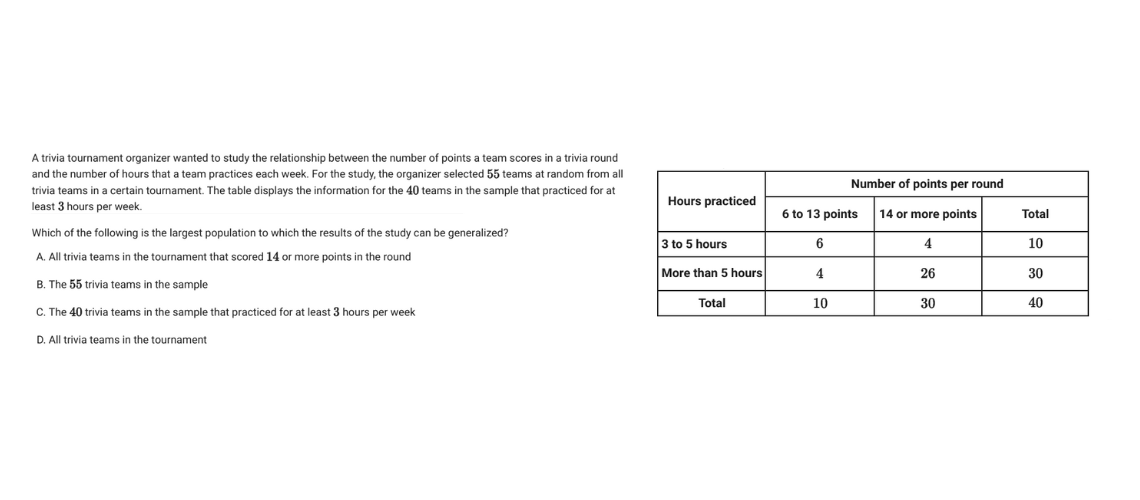 A trivia tournament organizer wanted to study the relationship between the number of points a team scores in a trivia round
and the number of hours that a team practices each week. For the study, the organizer selected 55 teams at random from all
trivia teams in a certain tournament. The table displays the information for the 40 teams in the sample that practiced for at
least 3 hours per week.
Which of the following is the largest population to which the results of the study can be generalized?
A. All trivia teams in the tournament that scored 14 or more points in the round
B. The 55 trivia teams in the sample
C. The 40 trivia teams in the sample that practiced for at least 3 hours per week
D. All trivia teams in the tournament
Hours practiced
Number of points per round
6 to 13 points 14 or more points Total
3 to 5 hours 6 4 10
More than 5 hours 4 26 30
Total 10 30 40